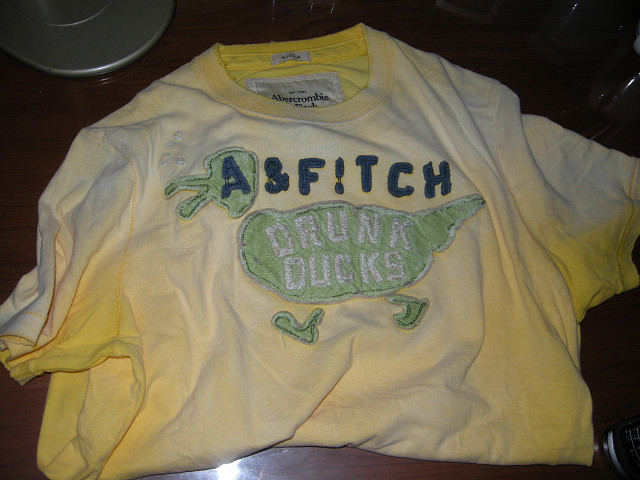 Abercrombie
A & F!TCH
DRUNK
DUCKS